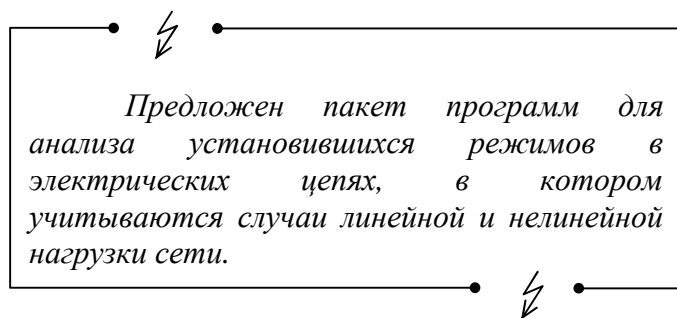 Предложен пакет программ для
анализа установившихся режимов в
электрических цепях, в котором
учитываются случаи линейной и нелинейной
нагрузки сети.